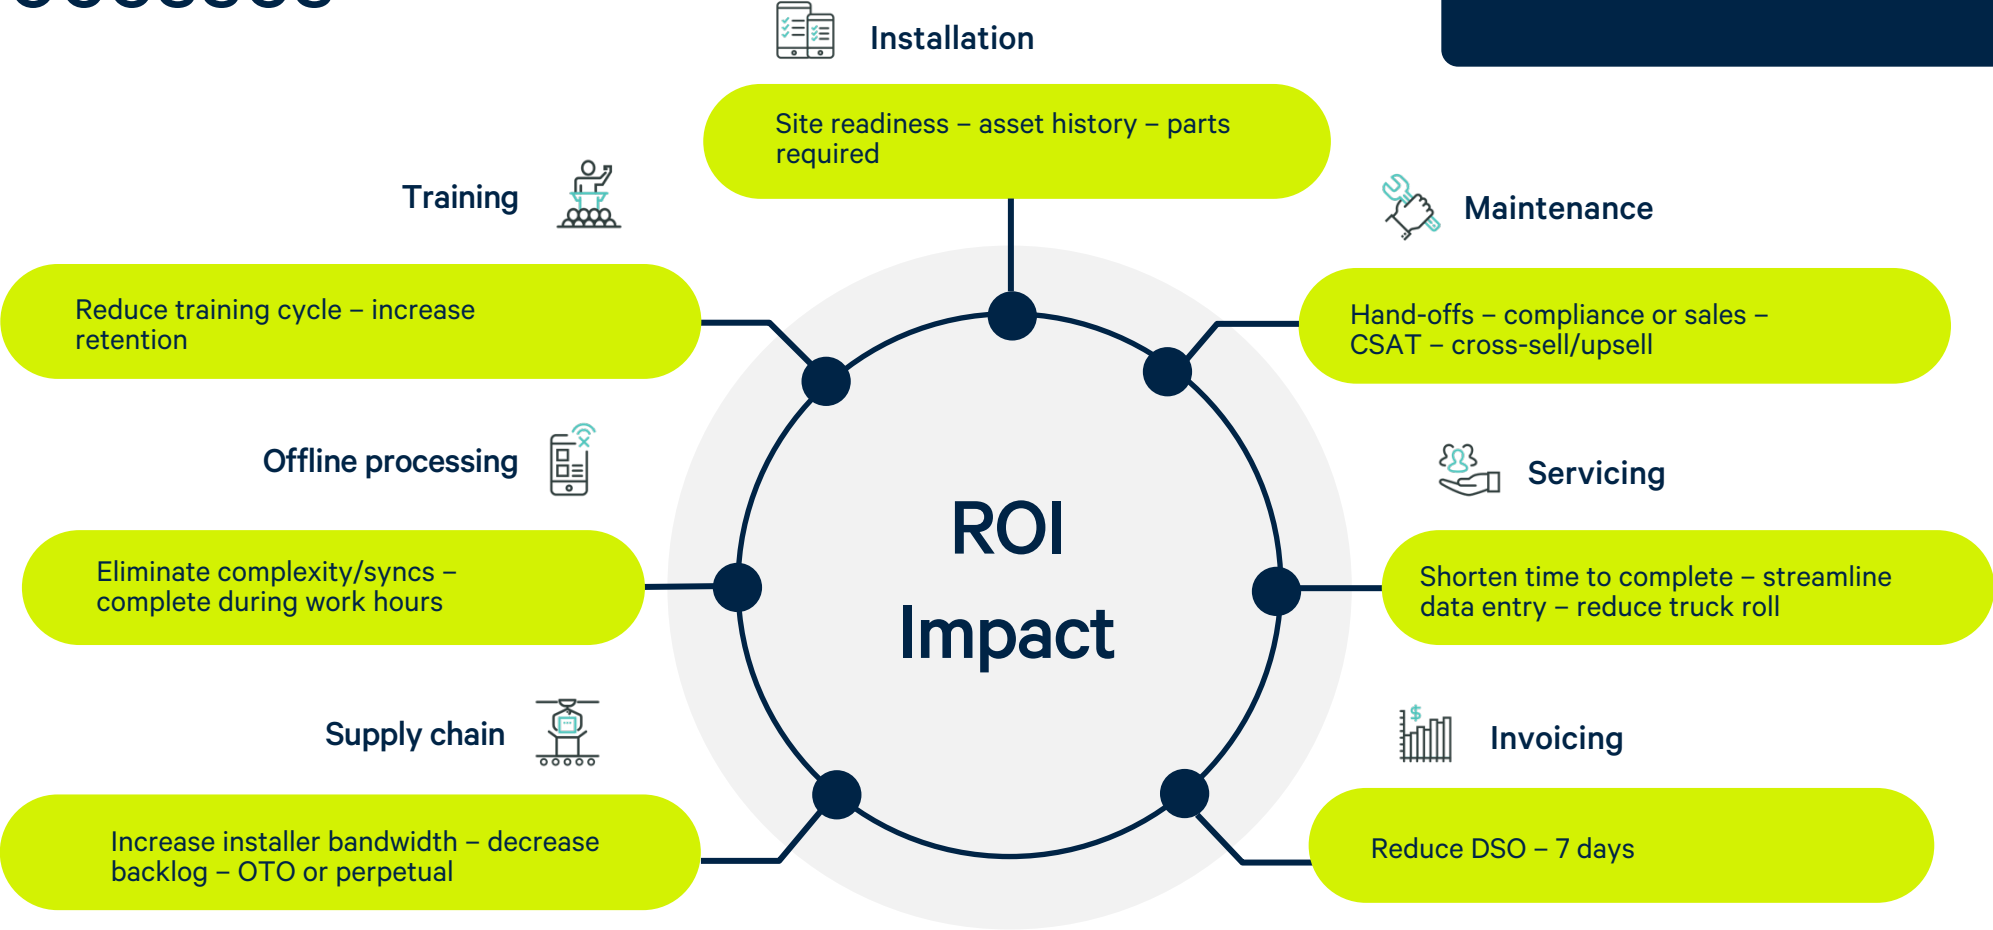 Installation
Site readiness – asset history – parts
required
Training
Reduce training cycle – increase
retention
Maintenance
Hand-offs – compliance or sales –
CSAT – cross-sell/upsell
Offline processing
Eliminate complexity/syncs –
complete during work hours
ROI
Impact
Servicing
Shorten time to complete – streamline
data entry – reduce truck roll
Supply chain
Increase installer bandwidth – decrease
backlog – OTO or perpetual
$
Invoicing
Reduce DSO – 7 days